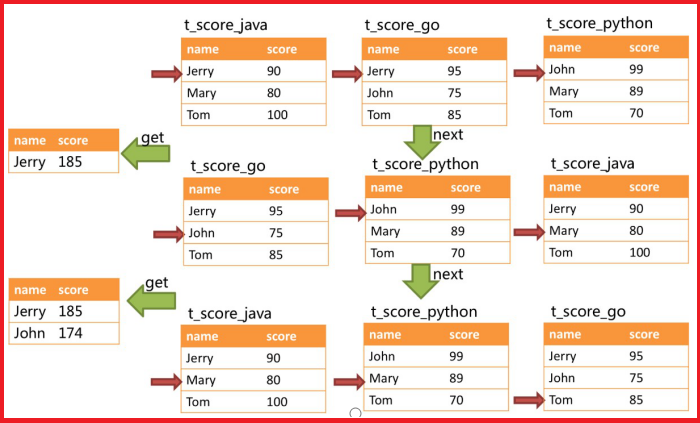 t_score_java
name score
Jerry 90
Mary 80
Tom 100
t_score_go
name score
Jerry 95
John 75
Tom 85
t_score_python
name score
John 99
Mary 89
Tom 70
get
next
name score
Jerry 185
t_score_go
name score
Jerry 95
John 75
Tom 85
t_score_python
name score
John 99
Mary 89
Tom 70
t_score_java
name score
Jerry 90
Mary 80
Tom 100
get
next
name score
Jerry 185
John 174
t_score_java
name score
Jerry 90
Mary 80
Tom 100
t_score_python
name score
John 99
Mary 89
Tom 70
t_score_go
name score
Jerry 95
John 75
Tom 85